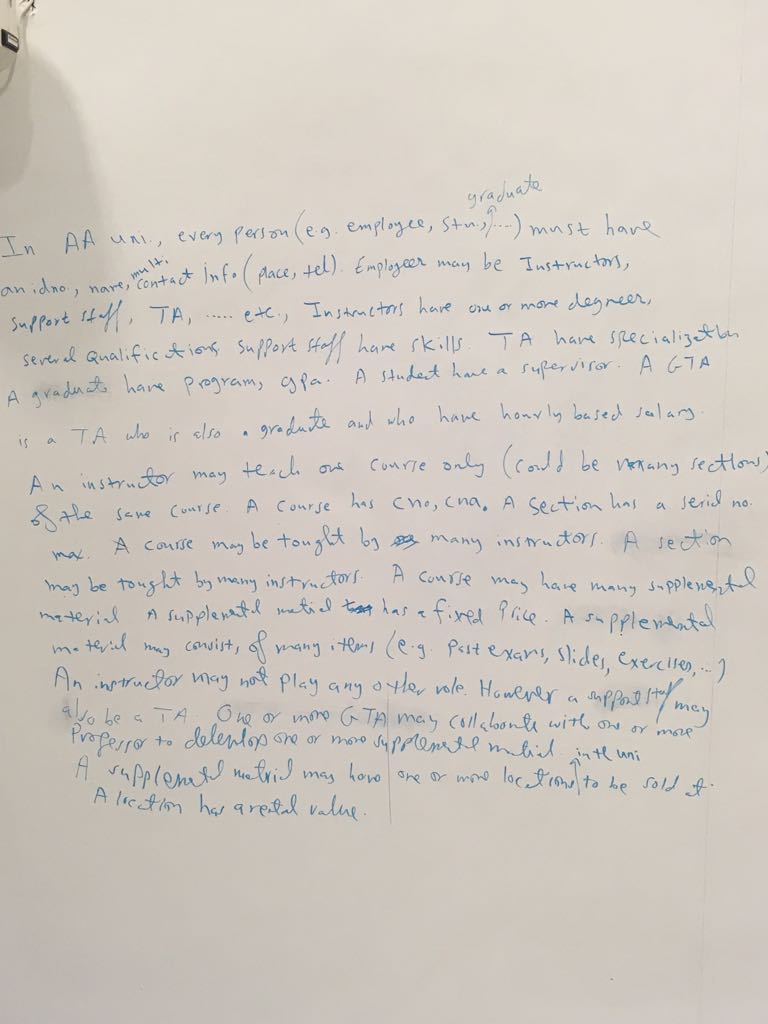 graduate
In AA uni., every person (e.g. employee, stu., ....) must have
multi.
an idno., name, contact info (place, tel). Employees may be Instructors,
support staff, TA, ..... etc., Instructors have one or more degrees,
several Qualifications, support staff have skills. TA have specialization
A graduate have program, gpa. A student have a supervisor. A GTA
is a TA who is also a graduate and who have hourly based salary.
An instructor may teach one course only (could be many sections)
of the same course. A course has cno, cna. A section has a serial no.
max. A course may be tought by many instructors. A section
may be tought by many instructors. A course may have many supplemental
material A supplemental material has a fixed Price. A supplemental
material may consist, of many items (e.g. past exams, slides, exercises, ..)
An instructor may not play any other role. However a support staff may
also be a TA. One or more GTA may collaborate with one or more
Professor to delelop one or more supplemental material. in the uni
A supplemental material may have one or more locations to be sold at.
A location has a rental value.